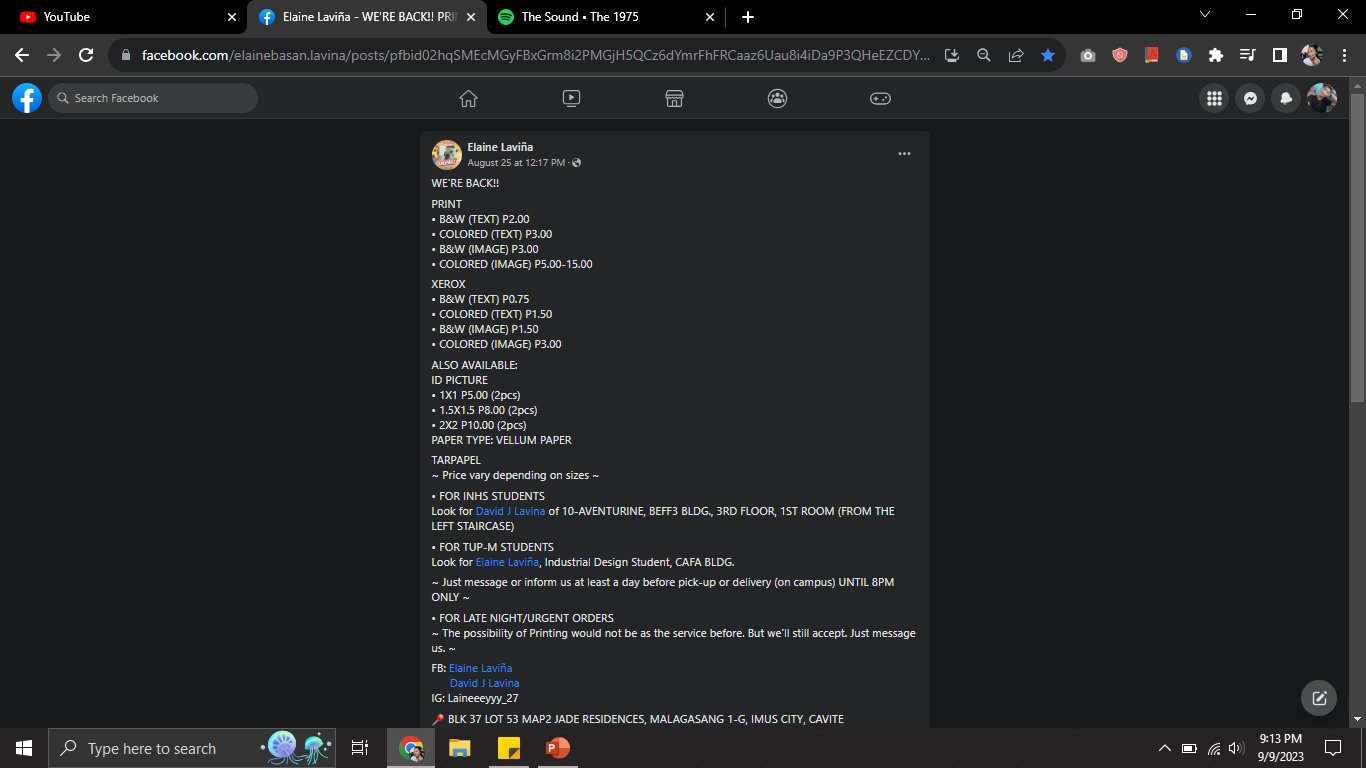 YouTube
Elaine Laviña - WE'RE BACK!! PRI
The Sound • The 1975
facebook.com/elainebasan.lavina/posts/pfbid02hqSMEcMGyFBxGrm8i2PMGjH5QCz6dYmrFhFRCaaz6Uau8i4iDa9P3QHeEZCDY...
Search Facebook
Elaine Laviña
August 25 at 12:17 PM ·
WE'RE BACK!!
PRINT
• B&W (TEXT) P2.00
• COLORED (TEXT) P3.00
• B&W (IMAGE) P3.00
• COLORED (IMAGE) P5.00-15.00
XEROX
• B&W (TEXT) P0.75
• COLORED (TEXT) P1.50
• B&W (IMAGE) P1.50
• COLORED (IMAGE) P3.00
ALSO AVAILABLE:
ID PICTURE
• 1X1 P5.00 (2pcs)
• 1.5X1.5 P8.00 (2pcs)
• 2X2 P10.00 (2pcs)
PAPER TYPE: VELLUM PAPER
TARPAPEL
~ Price vary depending on sizes ~
• FOR INHS STUDENTS
Look for David J Lavina of 10-AVENTURINE, BEFF3 BLDG., 3RD FLOOR, 1ST ROOM (FROM THE
LEFT STAIRCASE)
• FOR TUP-M STUDENTS
Look for Elaine Laviña, Industrial Design Student, CAFA BLDG.
~ Just message or inform us at least a day before pick-up or delivery (on campus) UNTIL 8PM
ONLY ~
• FOR LATE NIGHT/URGENT ORDERS
~ The possibility of Printing would not be as the service before. But we'll still accept. Just message
us. ~
FB: Elaine Laviña
David J Lavina
IG: Laineeeyyy_27
📍 BLK 37 LOT 53 MAP2 JADE RESIDENCES, MALAGASANG 1-G, IMUS CITY, CAVITE
Type here to search
9:13 PM
9/9/2023